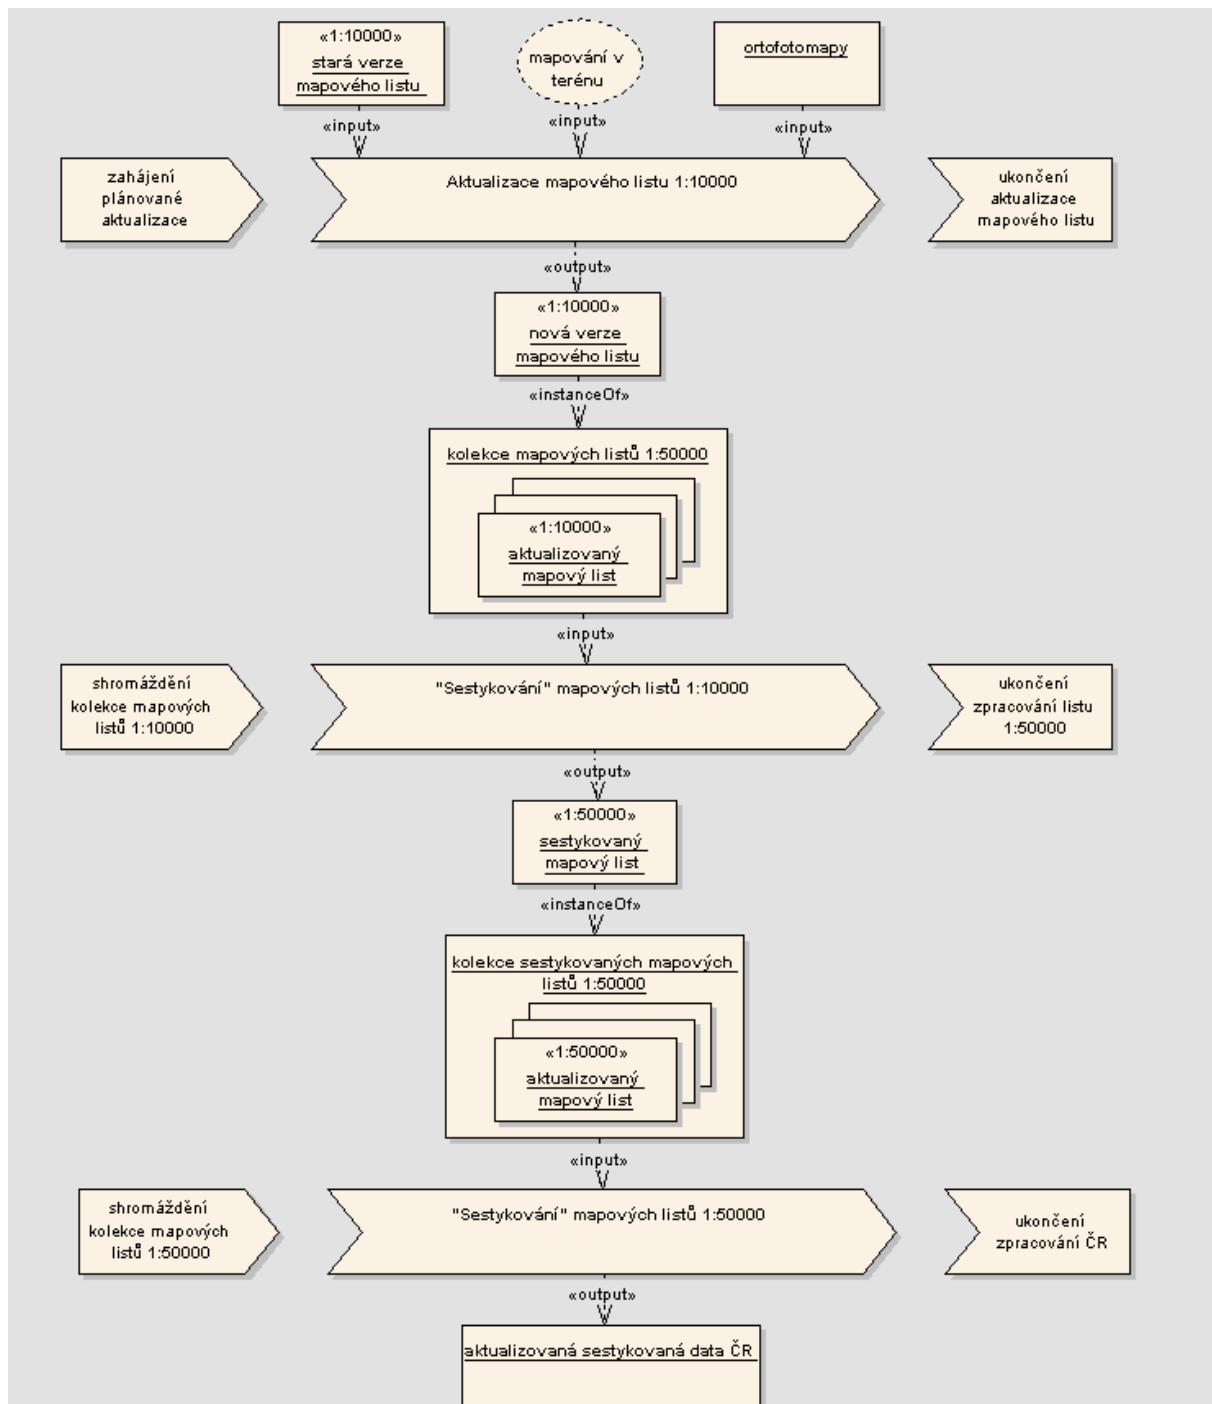 «1:10000»
stará verze
mapového listu
mapování v
terénu
ortofotomapy
«input»
«input»
«input»
zahájení
plánované
aktualizace
Aktualizace mapového listu 1:10000
ukončení
aktualizace
mapového listu
«output»
«1:10000»
nová verze
mapového listu
«instanceOf»
kolekce mapových listů 1:50000
«1:10000»
aktualizovaný
mapový list
«input»
shromáždění
kolekce mapových
listů 1:10000
"Sestykování" mapových listů 1:10000
ukončení
zpracování listu
1:50000
«output»
«1:50000»
sestykovaný
mapový list
«instanceOf»
kolekce sestykovaných mapových
listů 1:50000
«1:50000»
aktualizovaný
mapový list
«input»
shromáždění
kolekce mapových
listů 1:50000
"Sestykování" mapových listů 1:50000
ukončení
zpracování ČR
«output»
aktualizovaná sestykovaná data ČR